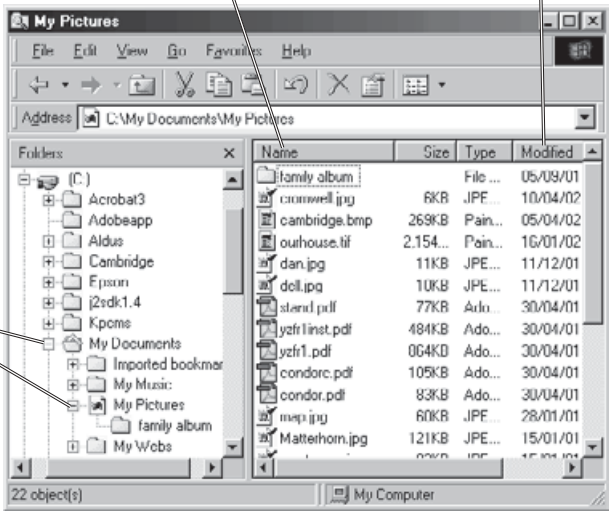 My Pictures
File Edit View Go Favorites Help
Address C:\My Documents\My Pictures
Folders
(C:)
Acrobat3
Adobeapp
Aldus
Cambridge
Epson
j2sdk1.4
Kpcms
My Documents
Imported bookmar
My Music
My Pictures
family album
My Webs
Name Size Type Modified
family album File ... 05/09/01
cromwell.jpg 6KB JPE... 10/04/02
cambridge.bmp 269KB Pain... 05/04/02
ourhouse.tif 2,154... Pain... 16/01/02
dan.jpg 11KB JPE... 11/12/01
dell.jpg 10KB JPE... 11/12/01
stand.pdf 77KB Ado... 30/04/01
yzfr1inst.pdf 484KB Ado... 30/04/01
yzfr1.pdf 864KB Ado... 30/04/01
condorc.pdf 105KB Ado... 30/04/01
condor.pdf 83KB Ado... 30/04/01
map.jpg 60KB JPE... 28/01/01
Matterhorn.jpg 121KB JPE... 15/01/01
22 object(s) My Computer